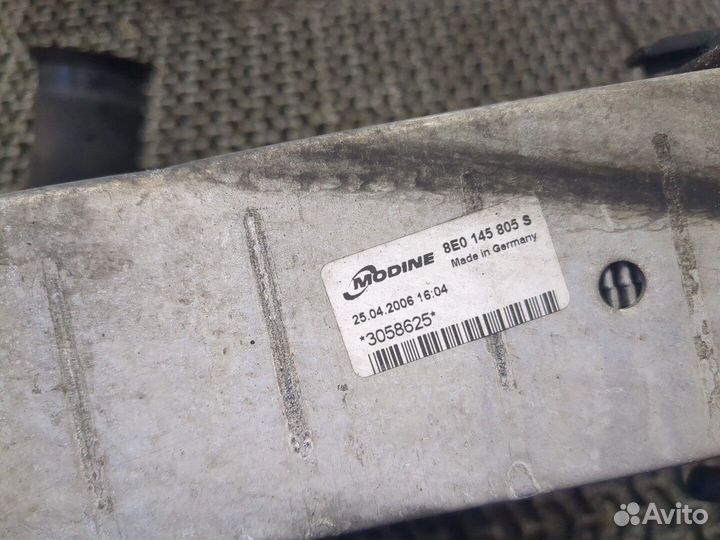 MODINE 8E0 145 805 S
Made in Germany
25.04.2006 16:04
*3058625*
Avito